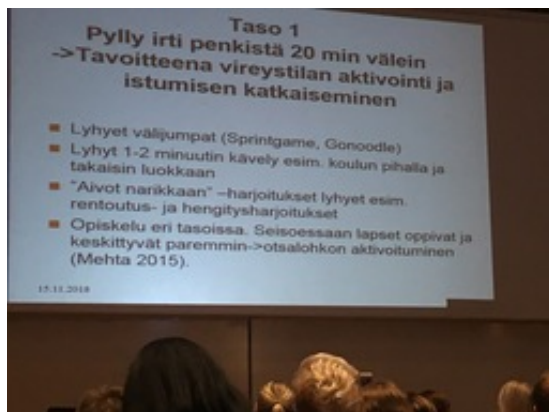 Taso 1
Pylly irti penkistä 20 min välein
->Tavoitteena vireystilan aktivointi ja
istumisen katkaiseminen
Lyhyet välijumpat (Sprintgame, Gonoodle)
Lyhyt 1-2 minuutin kävely esim. koulun pihalla ja
takaisin luokkaan
"Aivot narikkaan" –harjoitukset lyhyet esim.
rentoutus- ja hengitysharjoitukset
Opiskelu eri tasoissa. Seisoessaan lapset oppivat ja
keskittyvät paremmin->otsalohkon aktivoituminen
(Mehta 2015).
15.11.2018